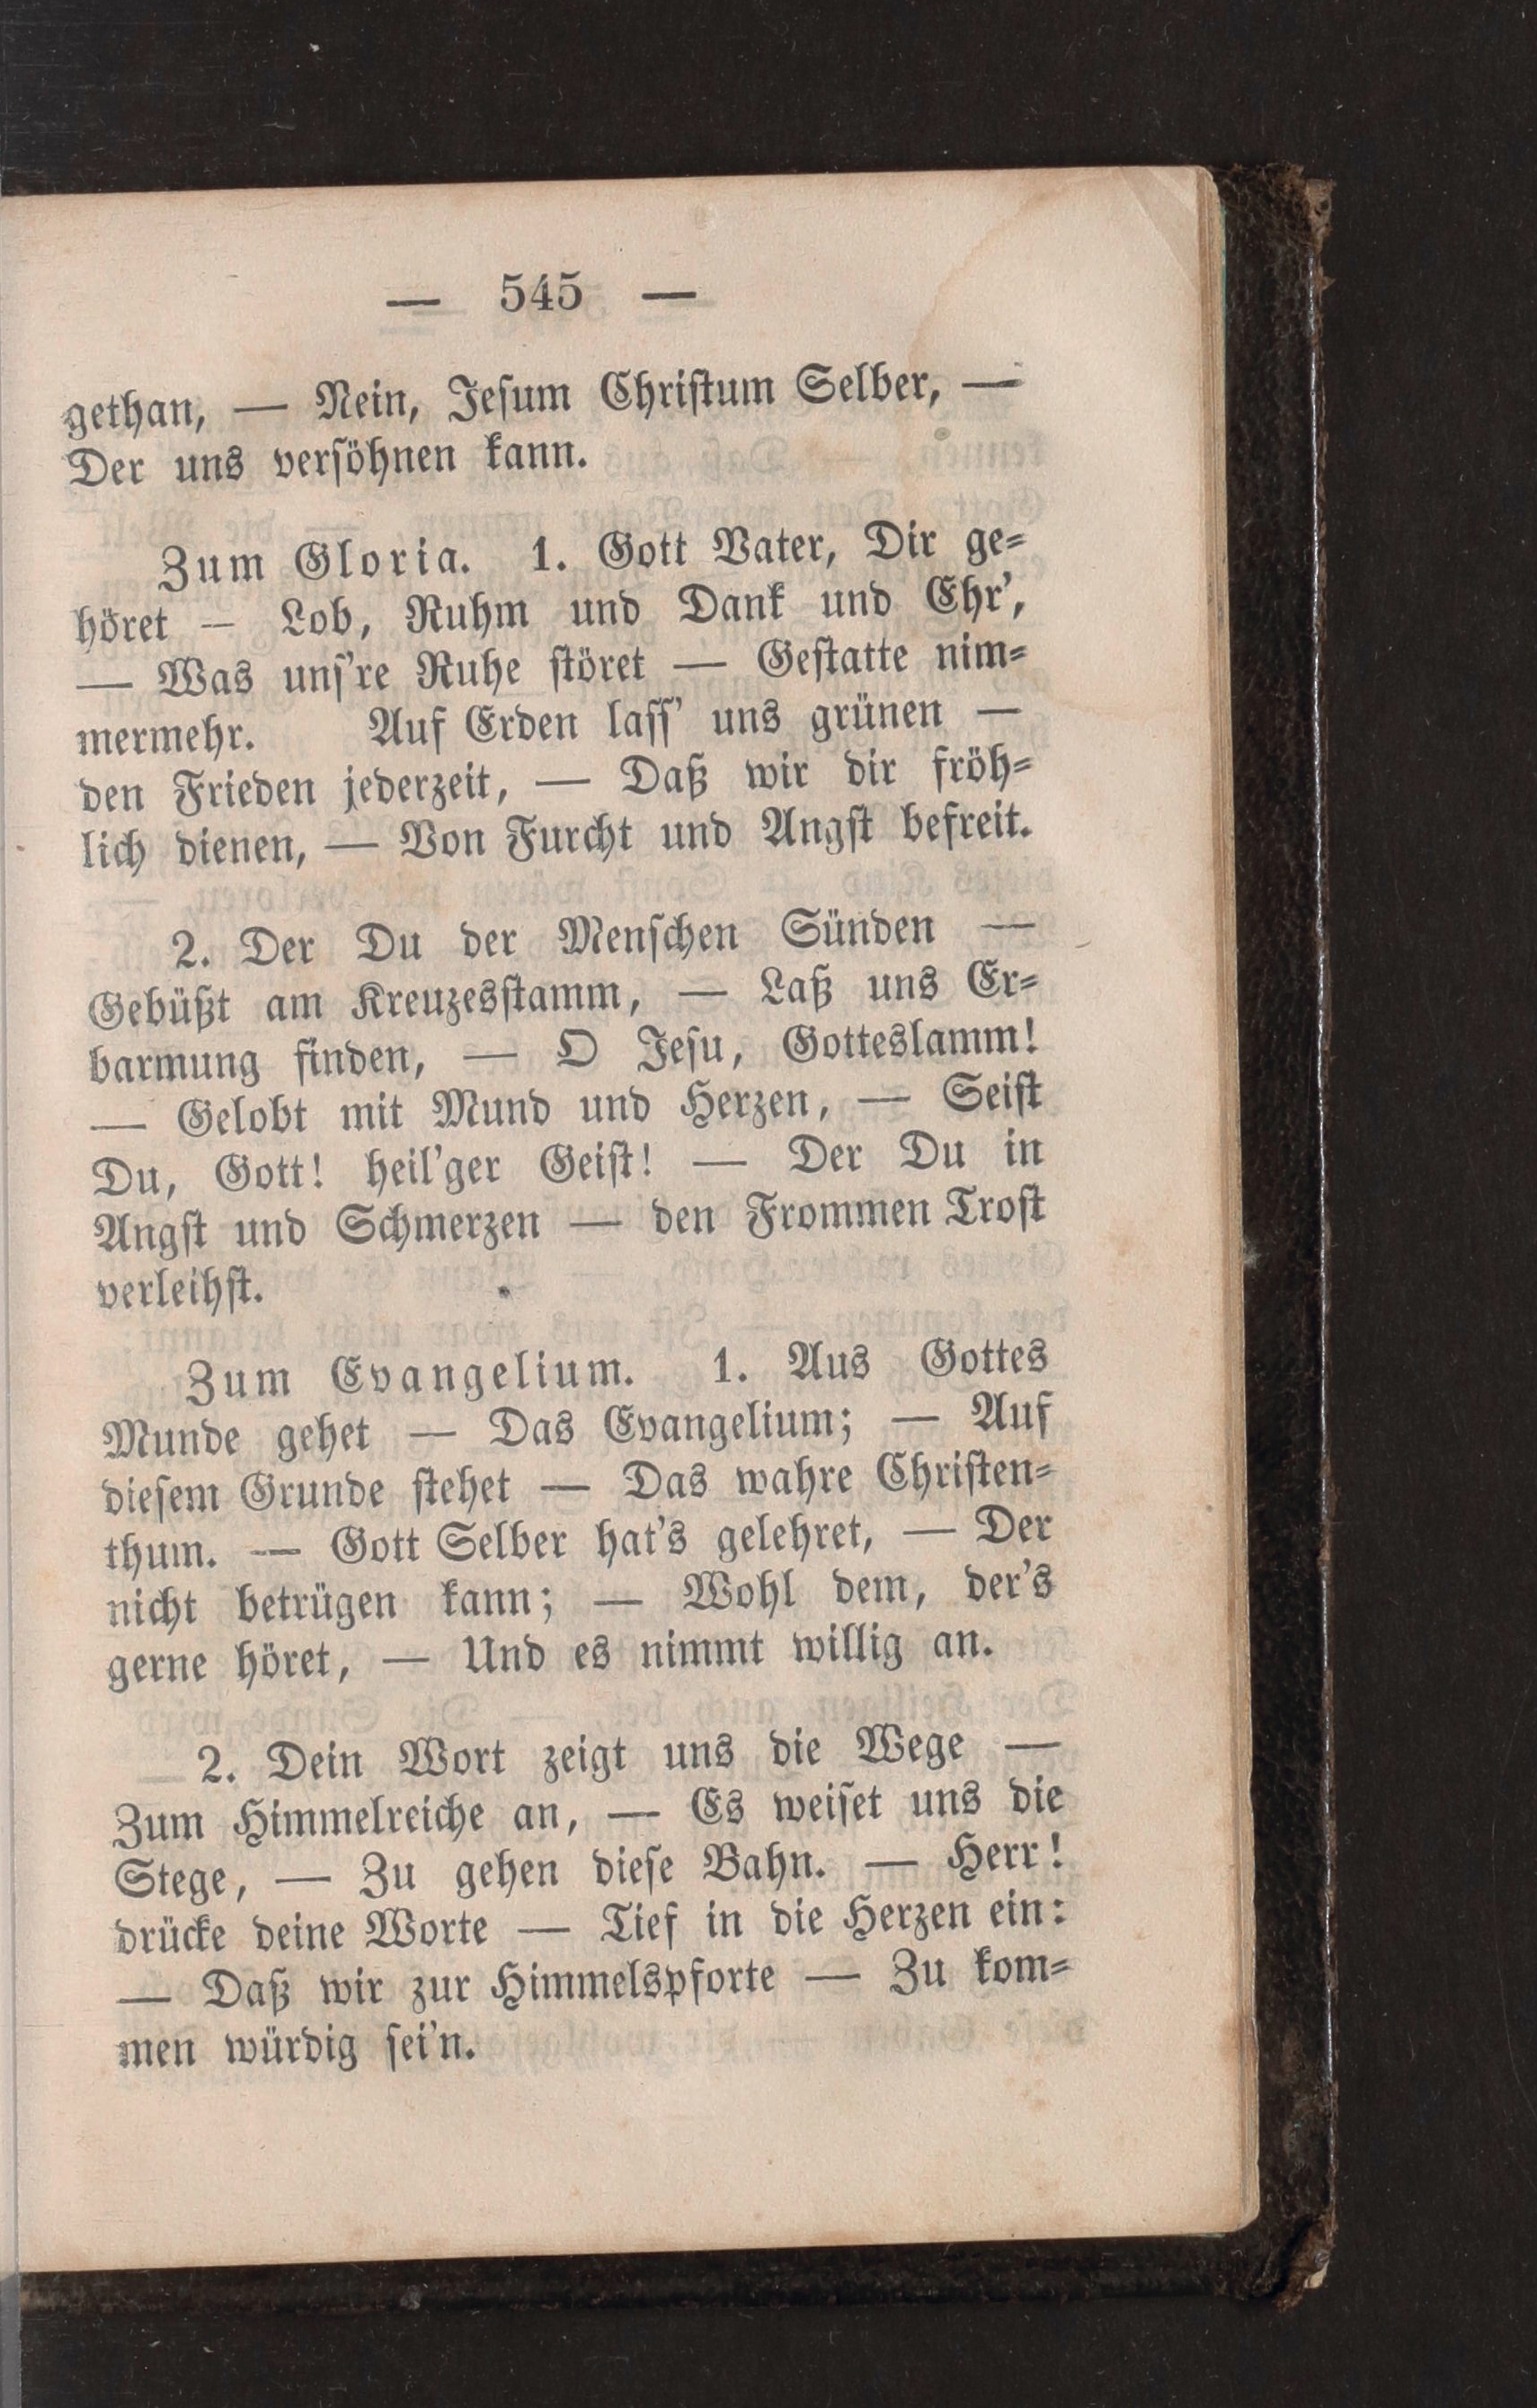 — 545 —
gethan, — Nein, Jesum Christum Selber, —
Der uns versöhnen kann.
Zum Gloria. 1. Gott Vater, Dir ge-
höret — Lob, Ruhm und Dank und Ehr',
— Was uns're Ruhe störet — Gestatte nim-
mermehr. Auf Erden lass' uns grünen —
den Frieden jederzeit, — Daß wir dir fröh-
lich dienen, — Von Furcht und Angst befreit.
2. Der Du der Menschen Sünden —
Gebüßt am Kreuzesstamm, — Laß uns Er-
barmung finden, — O Jesu, Gotteslamm!
— Gelobt mit Mund und Herzen, — Seist
Du, Gott! heil'ger Geist! — Der Du in
Angst und Schmerzen — den Frommen Trost
verleihst.
Zum Evangelium. 1. Aus Gottes
Munde gehet — Das Evangelium; — Auf
diesem Grunde stehet — Das wahre Christen-
thum. — Gott Selber hat's gelehret, — Der
nicht betrügen kann; — Wohl dem, der's
gerne höret, — Und es nimmt willig an.
2. Dein Wort zeigt uns die Wege —
Zum Himmelreiche an, — Es weiset uns die
Stege, — Zu gehen diese Bahn. — Herr!
drücke deine Worte — Tief in die Herzen ein:
— Daß wir zur Himmelspforte — Zu kom-
men würdig sei'n.